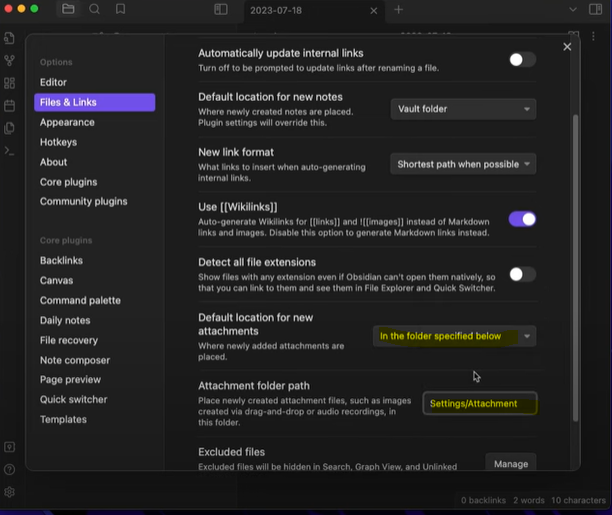 2023-07-18
Options
Editor
Files & Links
Appearance
Hotkeys
About
Core plugins
Community plugins
Core plugins
Backlinks
Canvas
Command palette
Daily notes
File recovery
Note composer
Page preview
Quick switcher
Templates
Automatically update internal links
Turn off to be prompted to update links after renaming a file.
Default location for new notes
Where newly created notes are placed.
Plugin settings will override this.
Vault folder
New link format
What links to insert when auto-generating
internal links.
Shortest path when possible
Use [[Wikilinks]]
Auto-generate Wikilinks for [[links]] and ![[images]] instead of Markdown
links and images. Disable this option to generate Markdown links instead.
Detect all file extensions
Show files with any extension even if Obsidian can't open them natively, so
that you can link to them and see them in File Explorer and Quick Switcher.
Default location for new
attachments
Where newly added attachments are
placed.
In the folder specified below
Attachment folder path
Place newly created attachment files, such as images
created via drag-and-drop or audio recordings, in
this folder.
Settings/Attachment
Excluded files
Excluded files will be hidden in Search, Graph View, and Unlinked
Manage
0 backlinks 2 words 10 characters